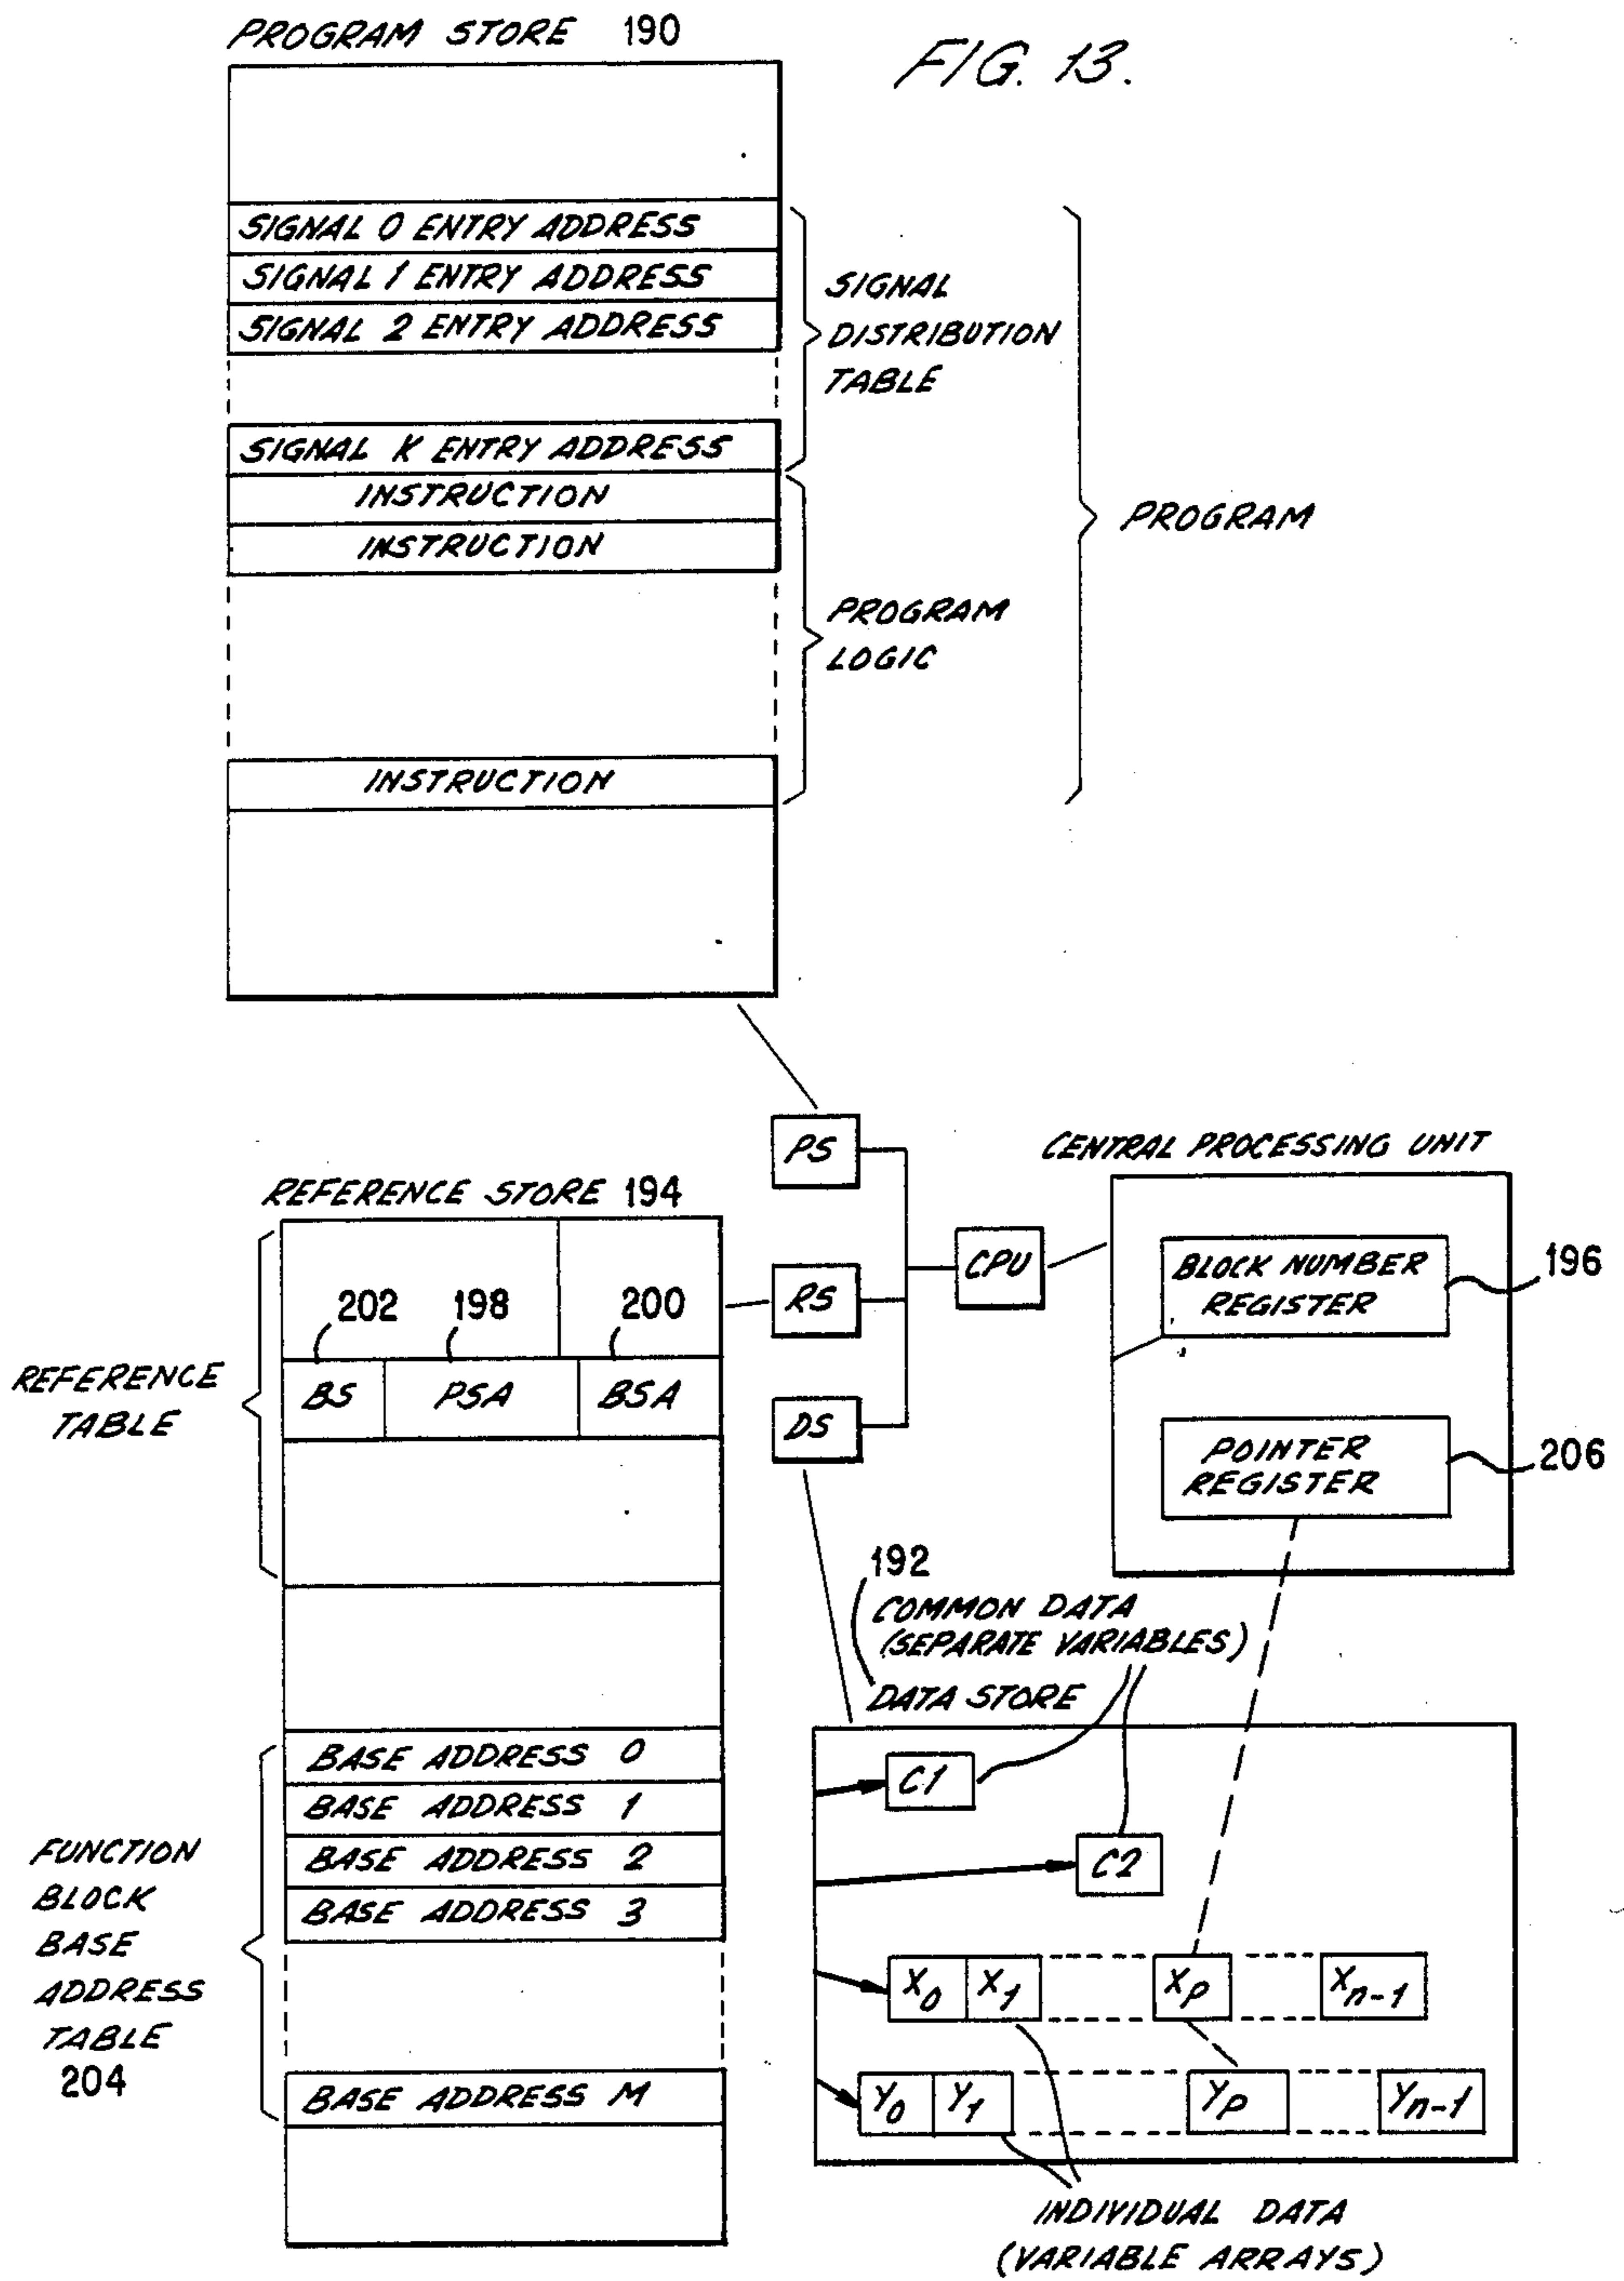 PROGRAM STORE 190
FIG. 13.
SIGNAL 0 ENTRY ADDRESS
SIGNAL 1 ENTRY ADDRESS
SIGNAL 2 ENTRY ADDRESS
SIGNAL
DISTRIBUTION
TABLE
SIGNAL K ENTRY ADDRESS
INSTRUCTION
INSTRUCTION
PROGRAM
PROGRAM
LOGIC
INSTRUCTION
PS
CENTRAL PROCESSING UNIT
REFERENCE STORE 194
CPU
BLOCK NUMBER
REGISTER
196
202
198
200
RS
REFERENCE
TABLE
BS
PSA
BSA
DS
POINTER
REGISTER
206
192
COMMON DATA
(SEPARATE VARIABLES)
DATA STORE
BASE ADDRESS 0
BASE ADDRESS 1
BASE ADDRESS 2
BASE ADDRESS 3
FUNCTION
BLOCK
BASE
ADDRESS
TABLE
204
BASE ADDRESS M
C1
C2
X0
X1
Xp
Xn-1
Y0
Y1
Yp
Yn-1
INDIVIDUAL DATA
(VARIABLE ARRAYS)